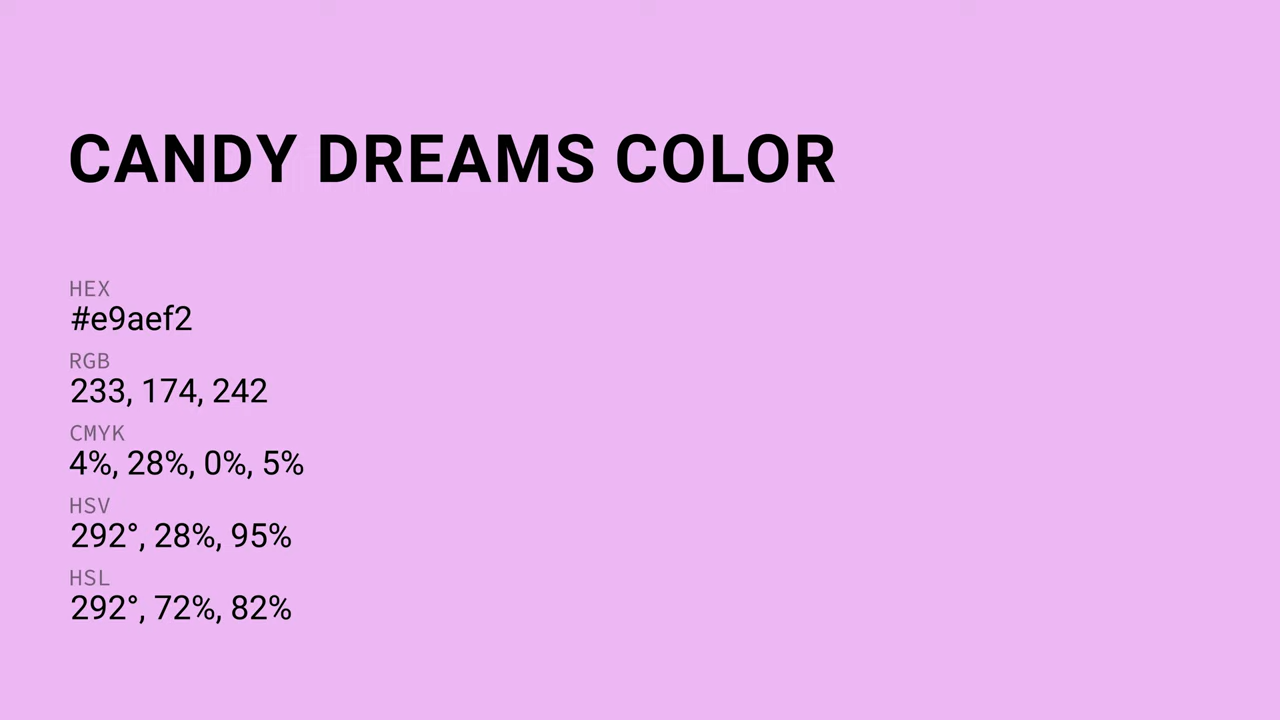 CANDY DREAMS COLOR
HEX
#e9aef2
RGB
233, 174, 242
CMYK
4%, 28%, 0%, 5%
HSV
292°, 28%, 95%
HSL
292°, 72%, 82%